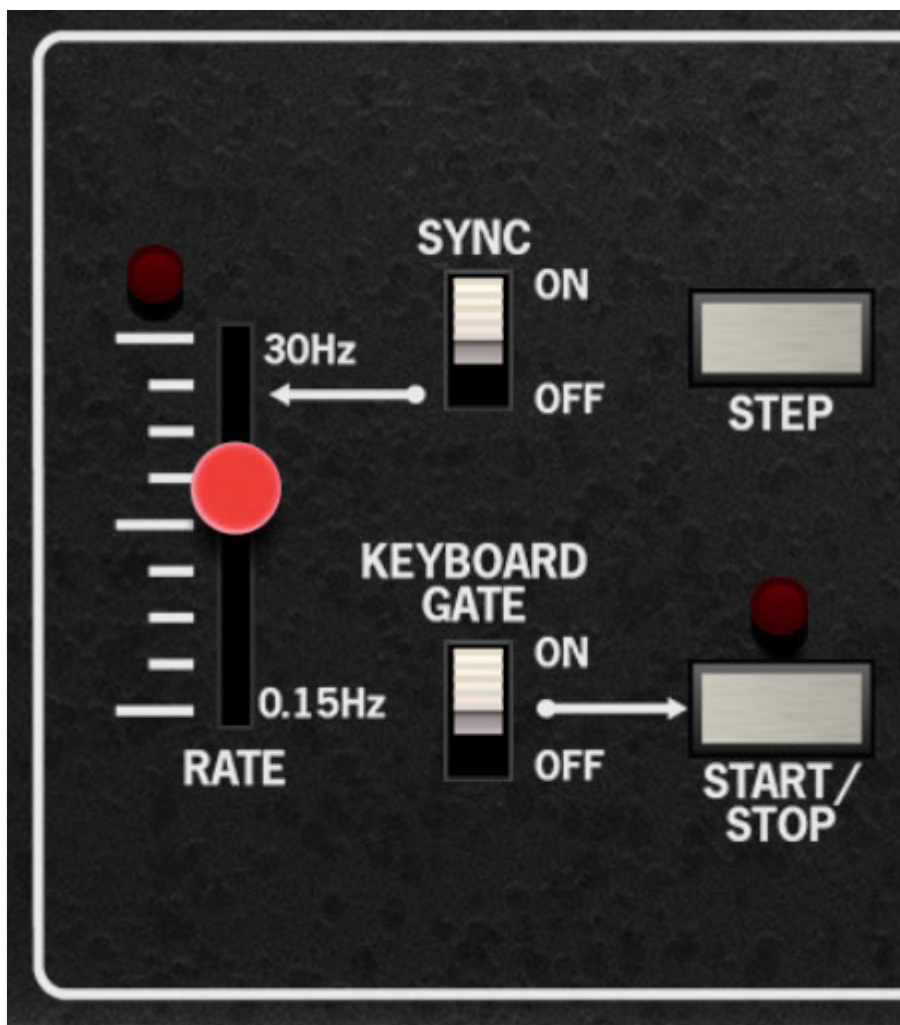 SYNC
ON
30Hz
OFF
STEP
KEYBOARD
GATE
ON
0.15Hz
OFF
RATE
START/
STOP